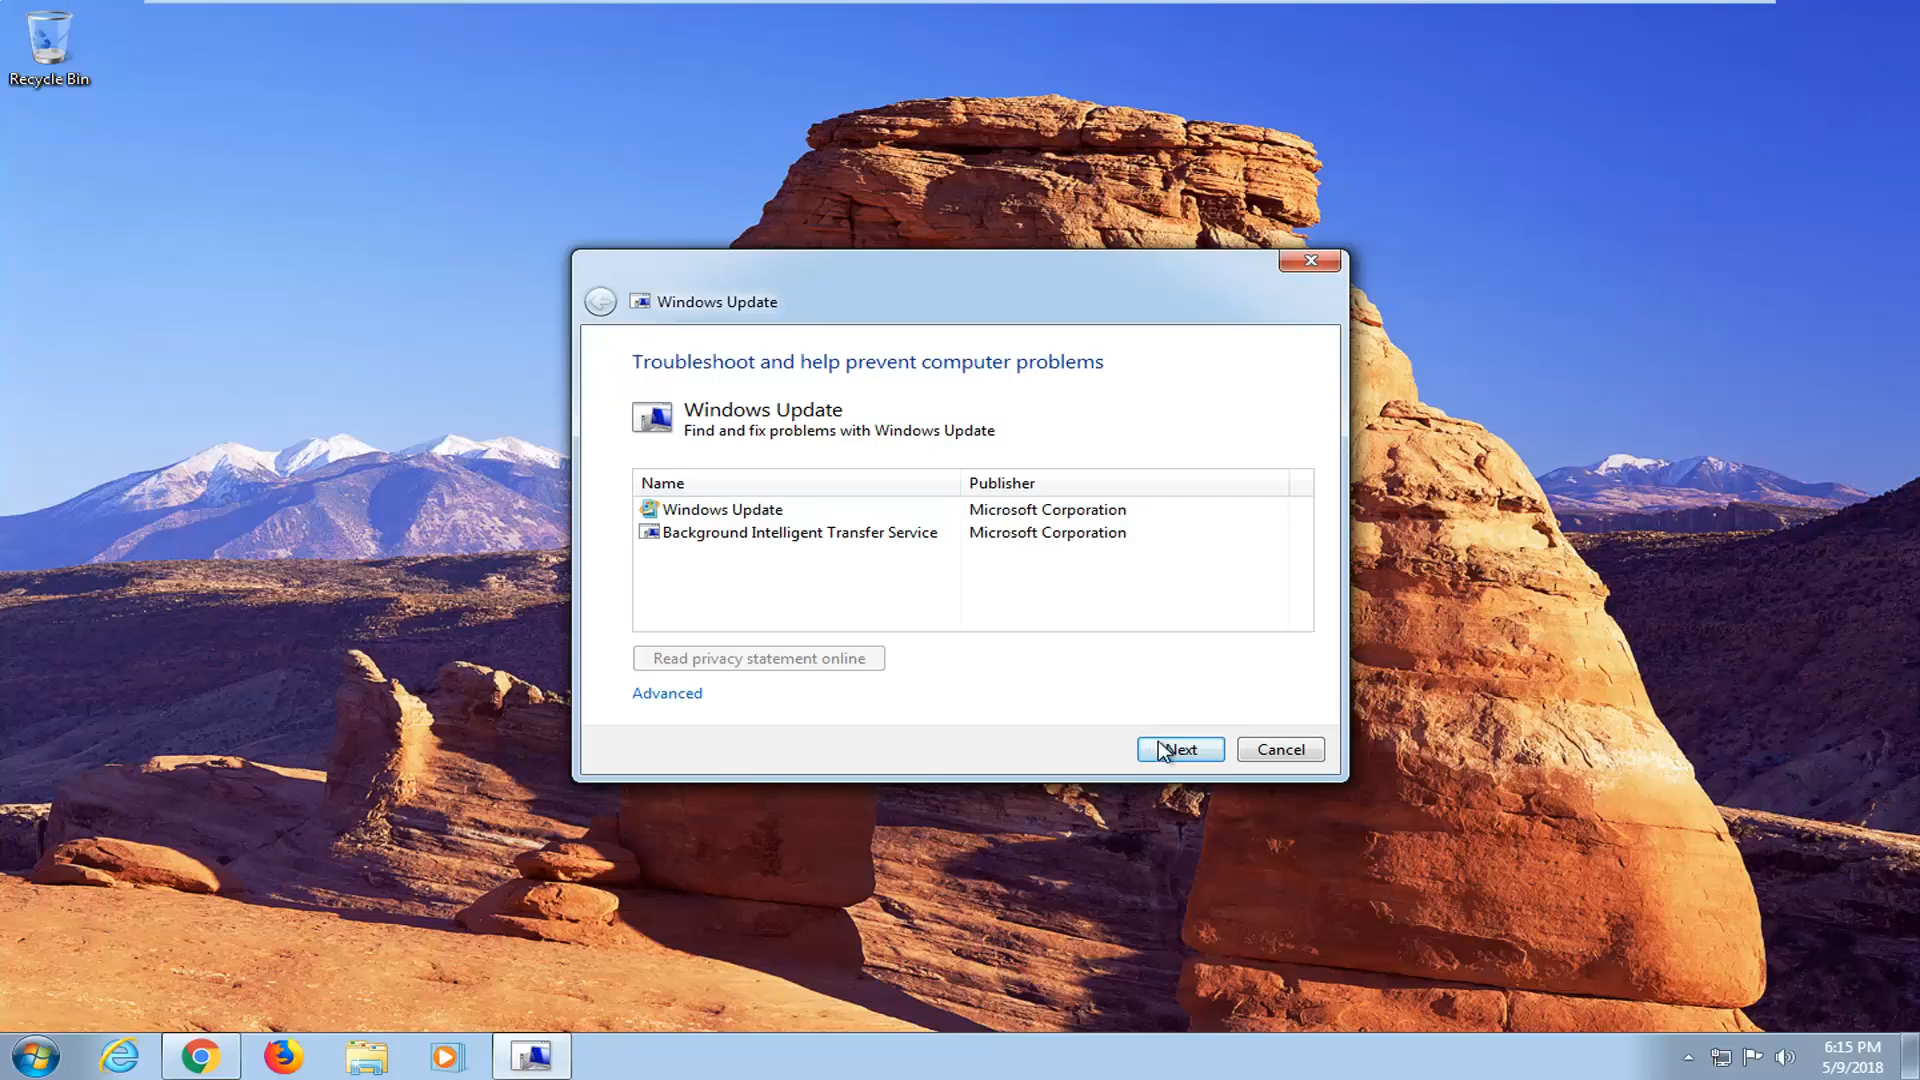 Recycle Bin
Windows Update
Troubleshoot and help prevent computer problems
Windows Update
Find and fix problems with Windows Update
Name Publisher
Windows Update Microsoft Corporation
Background Intelligent Transfer Service Microsoft Corporation
Read privacy statement online
Advanced
Next Cancel
6:15 PM
5/9/2018